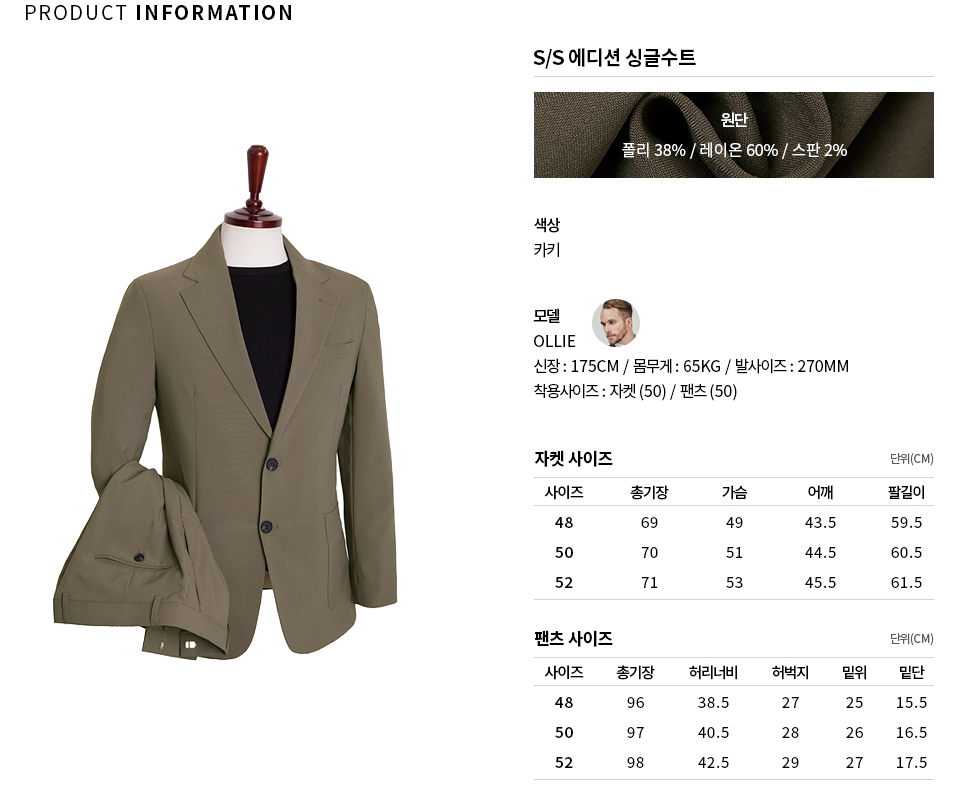 PRODUCT INFORMATION
S/S 에디션 싱글수트
원단
폴리 38% / 레이온 60% / 스판 2%
색상
카키
모델
OLLIE
신장 : 175CM / 몸무게 : 65KG / 발사이즈 : 270MM
착용사이즈 : 자켓 (50) / 팬츠 (50)
자켓 사이즈 단위(CM)
사이즈 총기장 가슴 어깨 팔길이
48 69 49 43.5 59.5
50 70 51 44.5 60.5
52 71 53 45.5 61.5
팬츠 사이즈 단위(CM)
사이즈 총기장 허리너비 허벅지 밑위 밑단
48 96 38.5 27 25 15.5
50 97 40.5 28 26 16.5
52 98 42.5 29 27 17.5